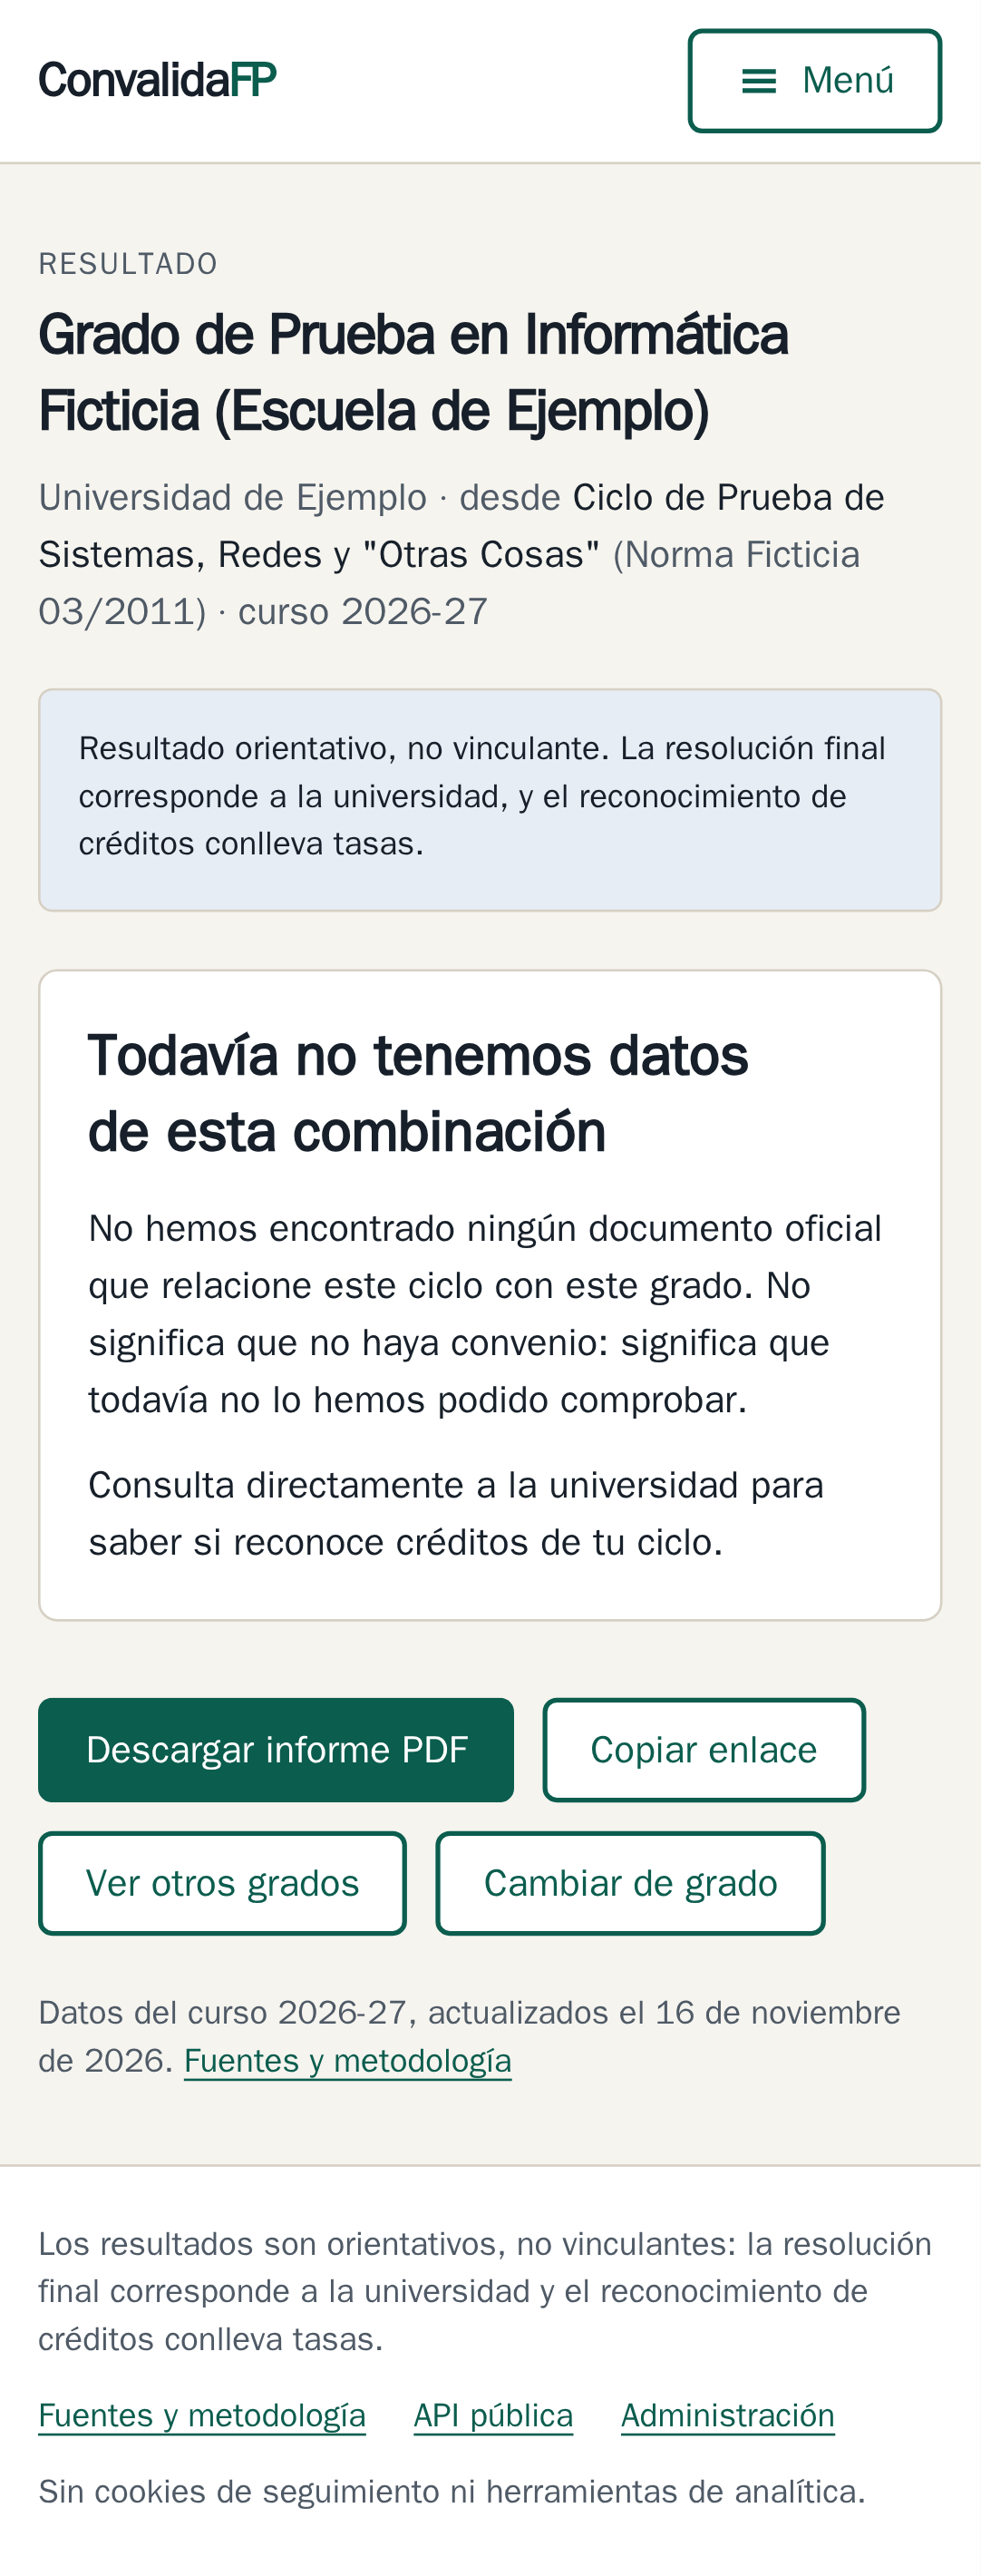 ConvalidaFP
Menú
RESULTADO
Grado de Prueba en Informática
Ficticia (Escuela de Ejemplo)
Universidad de Ejemplo · desde Ciclo de Prueba de
Sistemas, Redes y "Otras Cosas" (Norma Ficticia
03/2011) · curso 2026-27
Resultado orientativo, no vinculante. La resolución final
corresponde a la universidad, y el reconocimiento de
créditos conlleva tasas.
Todavía no tenemos datos
de esta combinación
No hemos encontrado ningún documento oficial
que relacione este ciclo con este grado. No
significa que no haya convenio: significa que
todavía no lo hemos podido comprobar.
Consulta directamente a la universidad para
saber si reconoce créditos de tu ciclo.
Descargar informe PDF
Copiar enlace
Ver otros grados
Cambiar de grado
Datos del curso 2026-27, actualizados el 16 de noviembre
de 2026. Fuentes y metodología
Los resultados son orientativos, no vinculantes: la resolución
final corresponde a la universidad y el reconocimiento de
créditos conlleva tasas.
Fuentes y metodología API pública Administración
Sin cookies de seguimiento ni herramientas de analítica.